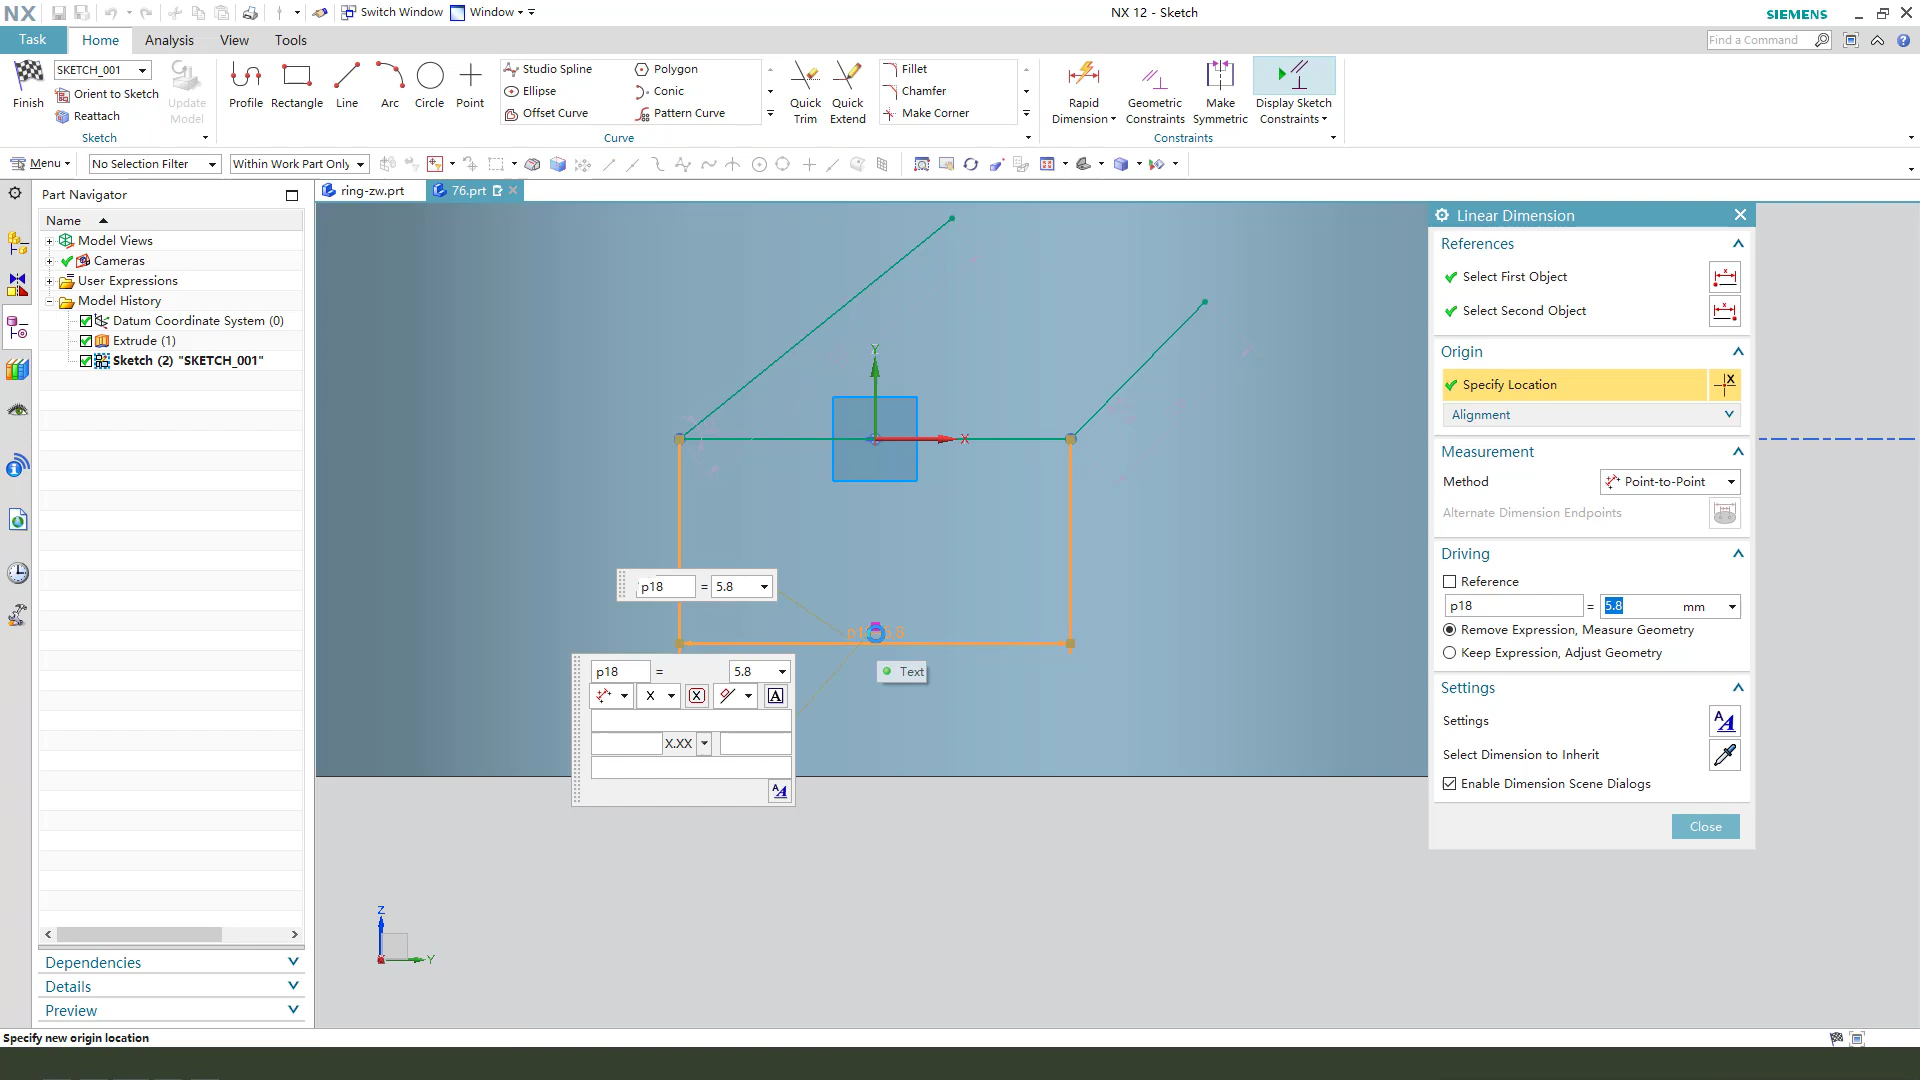 NX
Switch Window
Window
NX 12 - Sketch
SIEMENS
Task
Home
Analysis
View
Tools
Find a Command
SKETCH_001
Finish
Orient to Sketch
Reattach
Update Model
Sketch
Profile
Rectangle
Line
Arc
Circle
Point
Studio Spline
Polygon
Ellipse
Conic
Offset Curve
Pattern Curve
Curve
Quick Trim
Quick Extend
Fillet
Chamfer
Make Corner
Rapid Dimension
Geometric Constraints
Make Symmetric
Display Sketch Constraints
Constraints
Menu
No Selection Filter
Within Work Part Only
Part Navigator
ring-zw.prt
76.prt
Name
Model Views
Cameras
User Expressions
Model History
Datum Coordinate System (0)
Extrude (1)
Sketch (2) "SKETCH_001"
Dependencies
Details
Preview
Y
X
p18 = 5.8
p18 = 5.8
X
X
A
X.XX
Text
Z
Y
Linear Dimension
References
Select First Object
Select Second Object
Origin
Specify Location
Alignment
Measurement
Method
Point-to-Point
Alternate Dimension Endpoints
Driving
Reference
p18 = 5.8 mm
Remove Expression, Measure Geometry
Keep Expression, Adjust Geometry
Settings
Settings
Select Dimension to Inherit
Enable Dimension Scene Dialogs
Close
Specify new origin location